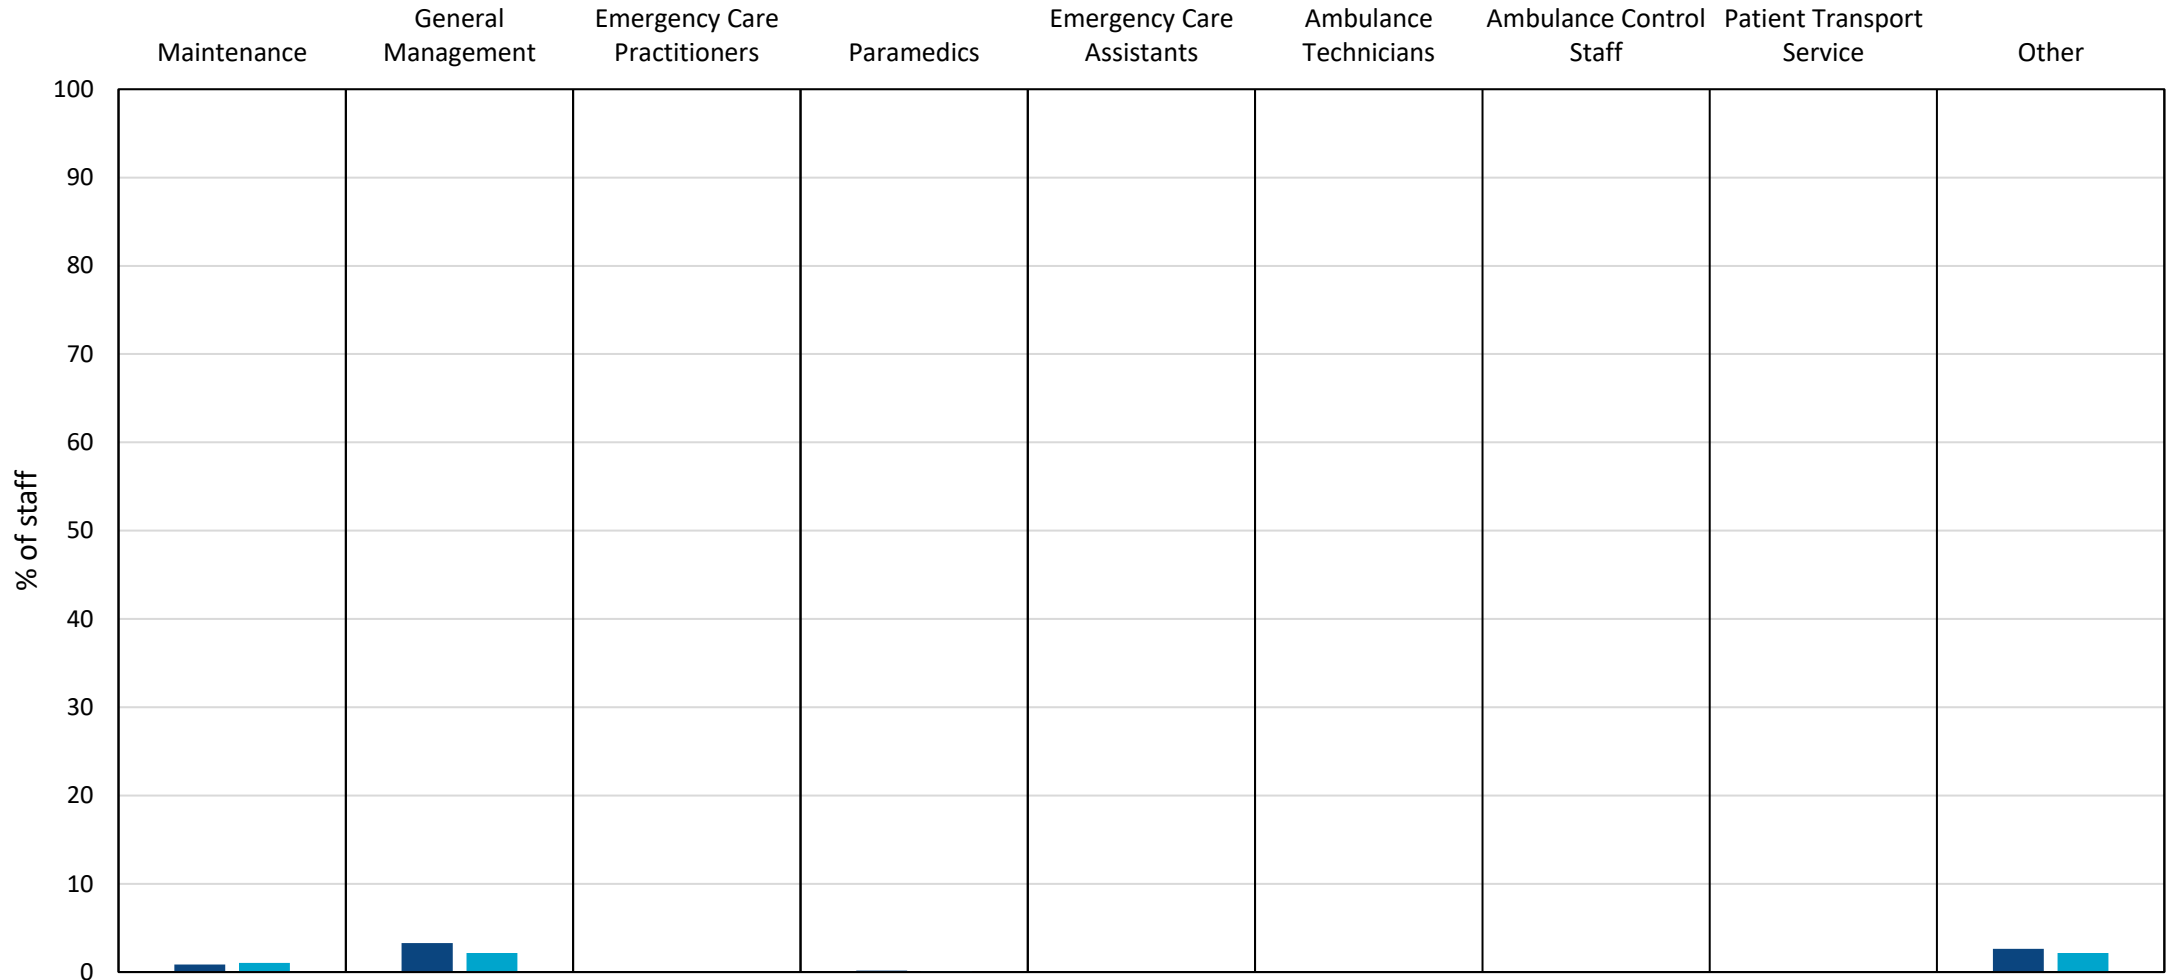 Maintenance
General
Management
Emergency Care
Practitioners
Paramedics
Emergency Care
Assistants
Ambulance
Technicians
Ambulance Control
Staff
Patient Transport
Service
Other
% of staff
100
90
80
70
60
50
40
30
20
10
0